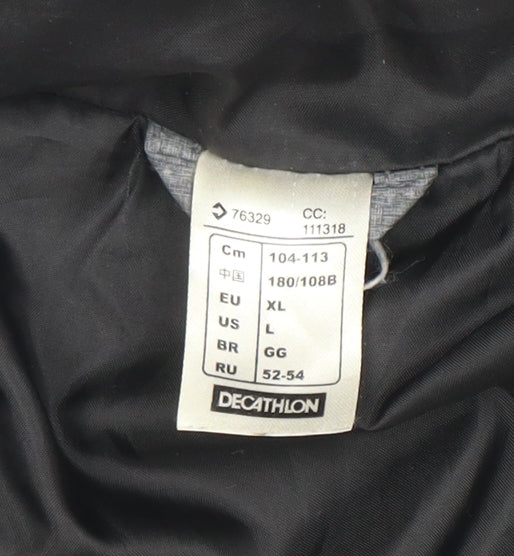 76329 CC:
111318
Cm 104-113
中国 180/108B
EU XL
US L
BR GG
RU 52-54
DECATHLON